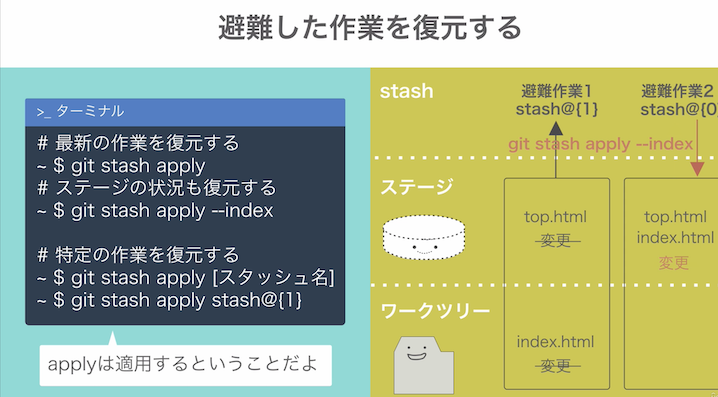 避難した作業を復元する
>_ ターミナル
# 最新の作業を復元する
~ $ git stash apply
# ステージの状況も復元する
~ $ git stash apply --index
# 特定の作業を復元する
~ $ git stash apply [スタッシュ名]
~ $ git stash apply stash@{1}
applyは適用するということだよ
stash
避難作業1
stash@{1}
避難作業2
stash@{0
git stash apply --index
ステージ
top.html
変更
top.html
index.html
変更
ワークツリー
index.html
変更